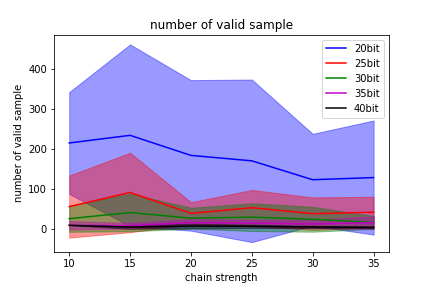 number of valid sample
20bit
25bit
30bit
35bit
40bit
400
300
200
100
0
number of valid sample
10 15 20 25 30 35
chain strength